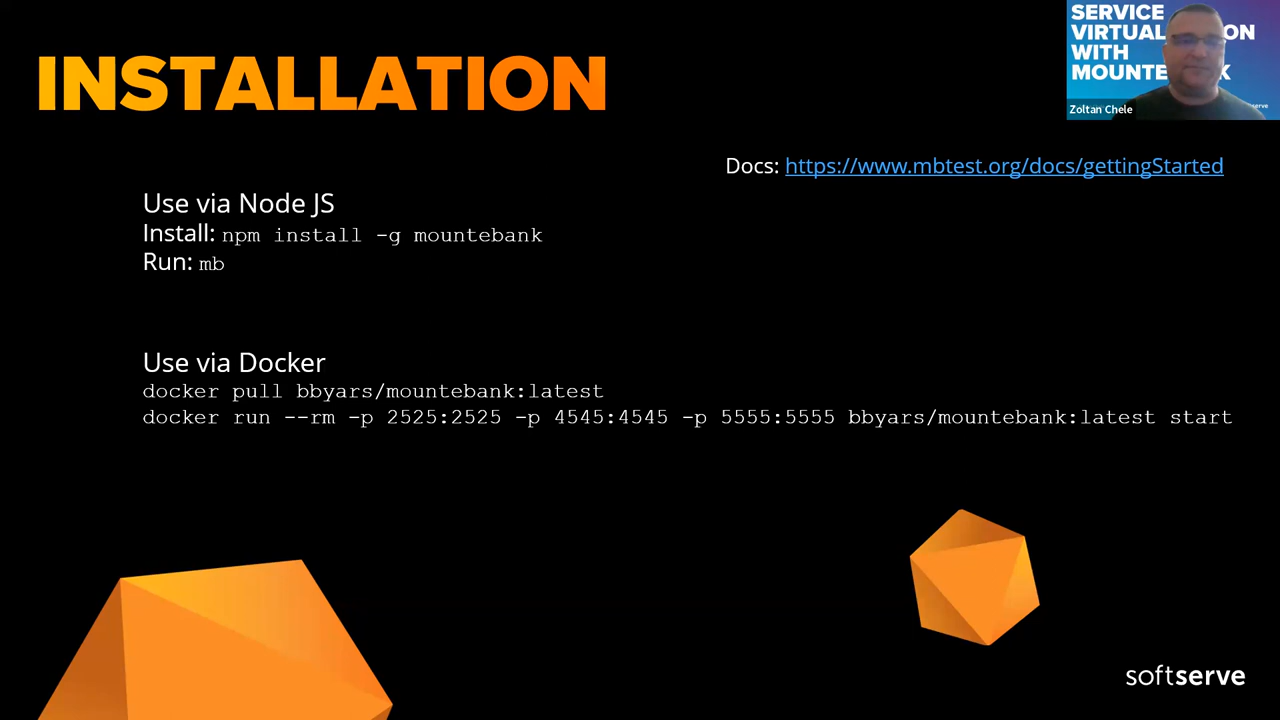 INSTALLATION
SERVICE
VIRTUAL ON
WITH
MOUNTE K
Zoltan Chele
Docs: https://www.mbtest.org/docs/gettingStarted
Use via Node JS
Install: npm install -g mountebank
Run: mb
Use via Docker
docker pull bbyars/mountebank:latest
docker run --rm -p 2525:2525 -p 4545:4545 -p 5555:5555 bbyars/mountebank:latest start
softserve